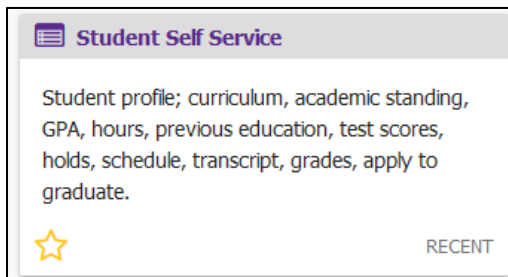 Student Self Service
Student profile; curriculum, academic standing,
GPA, hours, previous education, test scores,
holds, schedule, transcript, grades, apply to
graduate.
RECENT